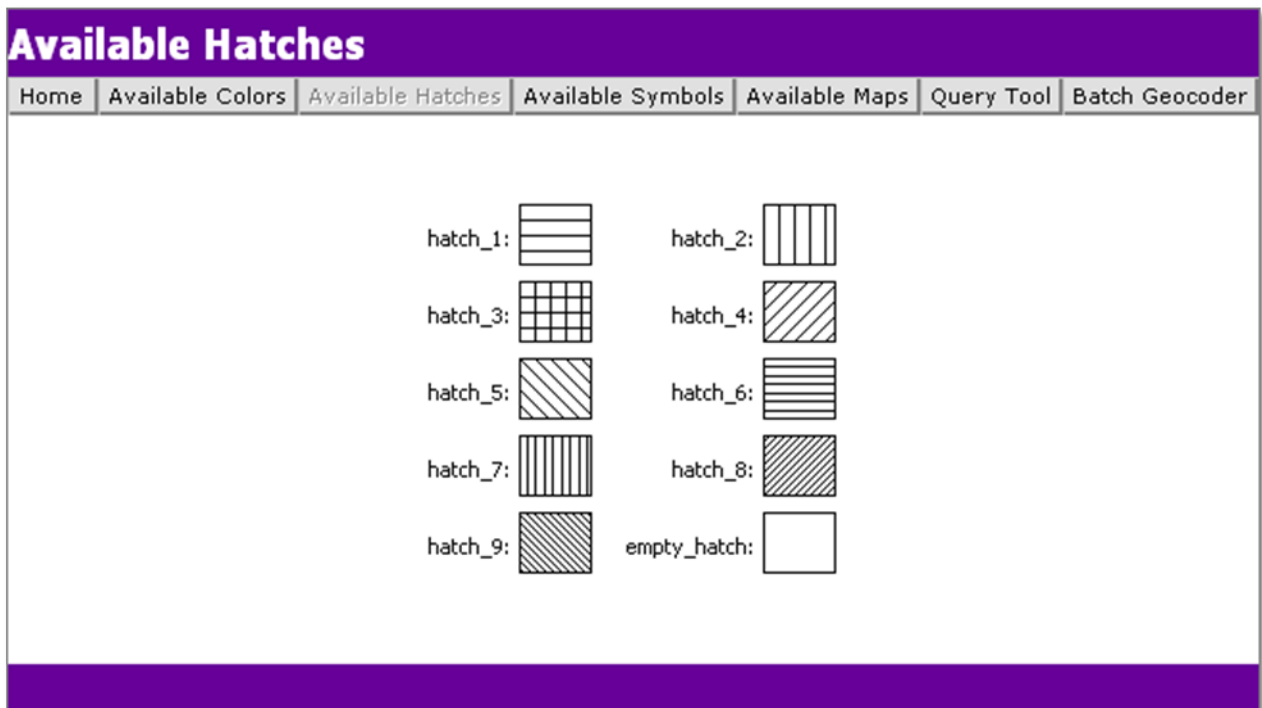 Available Hatches
Home Available Colors Available Hatches Available Symbols Available Maps Query Tool Batch Geocoder
hatch_1: hatch_2:
hatch_3: hatch_4:
hatch_5: hatch_6:
hatch_7: hatch_8:
hatch_9: empty_hatch: